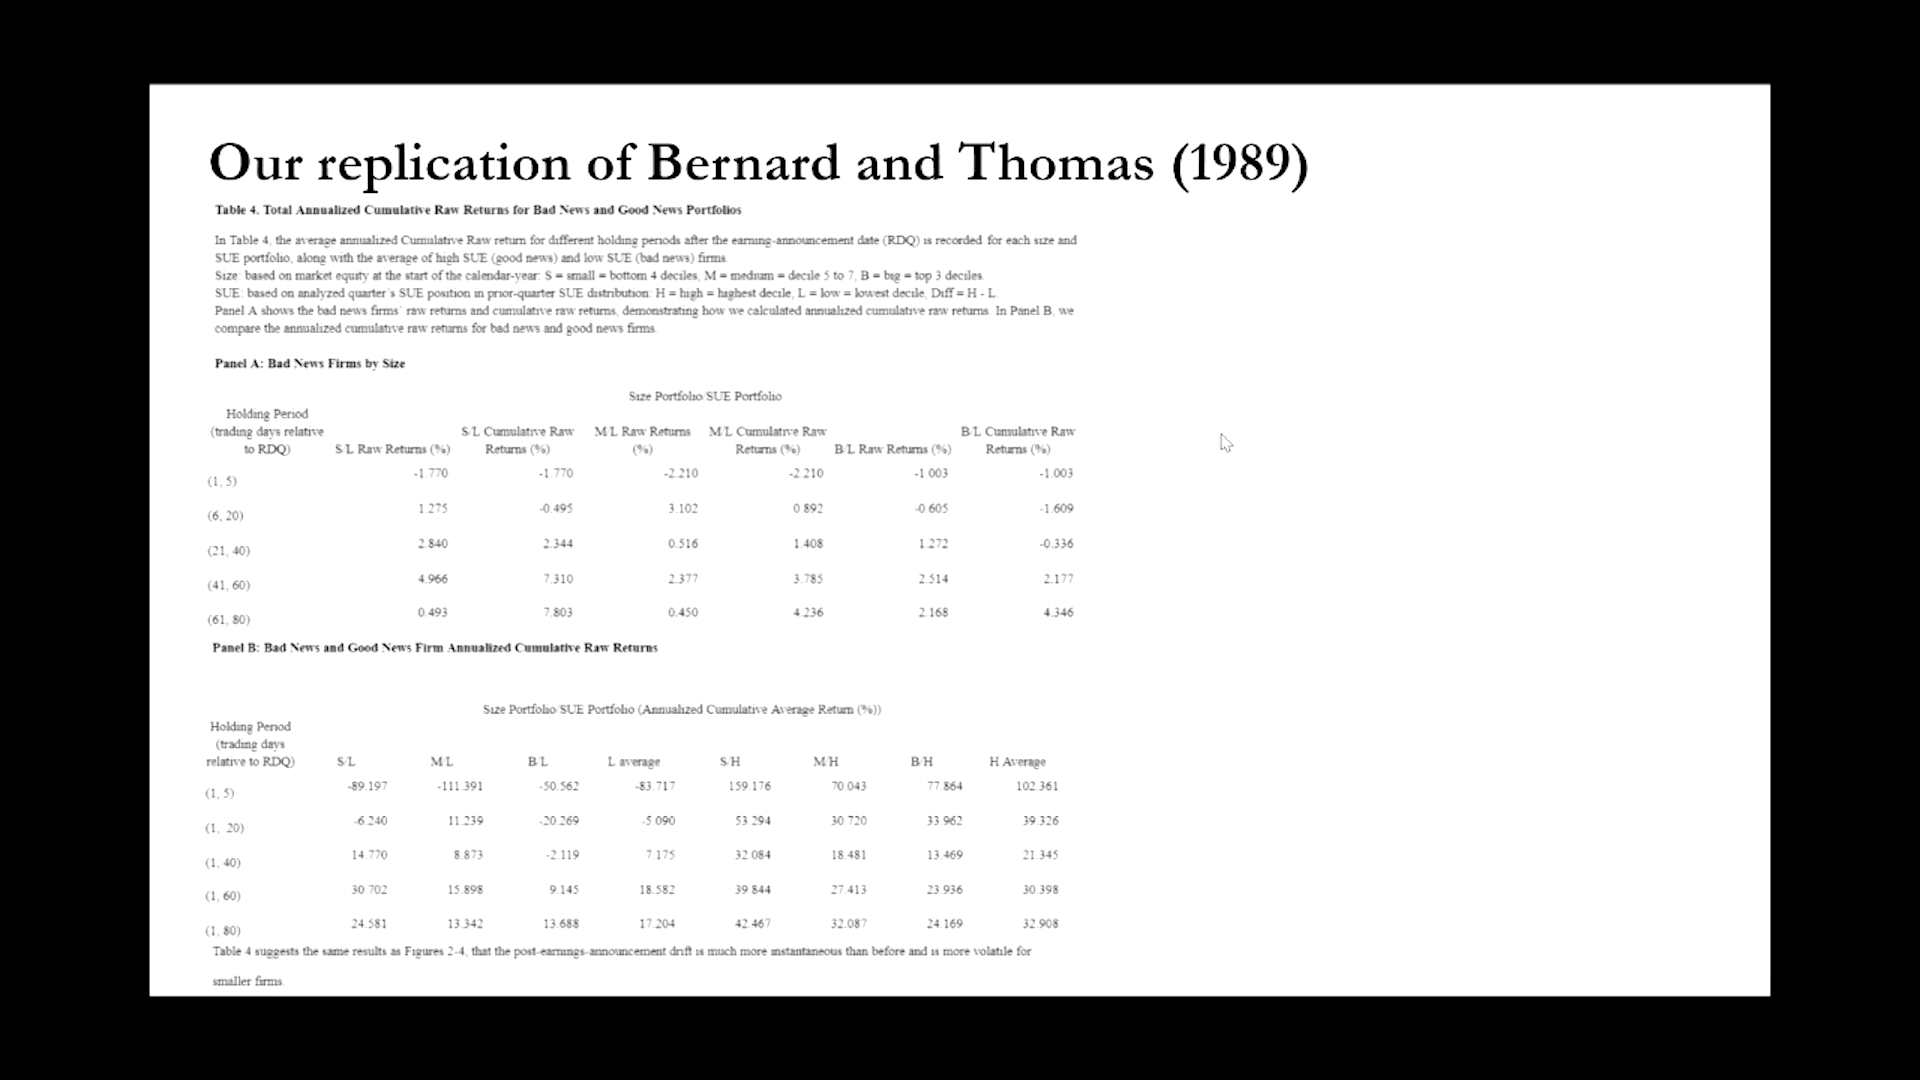 Our replication of Bernard and Thomas (1989)
Table 4. Total Annualized Cumulative Raw Returns for Bad News and Good News Portfolios
In Table 4, the average annualized Cumulative Raw return for different holding periods after the earning-announcement date (RDQ) is recorded for each size and
SUE portfolio, along with the average of high SUE (good news) and low SUE (bad news) firms.
Size: based on market equity at the start of the calendar-year: S = small = bottom 4 deciles, M = medium = decile 5 to 7, B = big = top 3 deciles.
SUE: based on analyzed quarter's SUE position in prior-quarter SUE distribution: H = high = highest decile, L = low = lowest decile, Diff = H - L
Panel A shows the bad news firms' raw returns and cumulative raw returns, demonstrating how we calculated annualized cumulative raw returns. In Panel B, we
compare the annualized cumulative raw returns for bad news and good news firms.
Panel A: Bad News Firms by Size
Size Portfolio/SUE Portfolio
Holding Period
(trading days relative S/L Cumulative Raw M/L Raw Returns M/L Cumulative Raw B/L Cumulative Raw
to RDQ) S/L Raw Returns (%) Returns (%) (%) Returns (%) B/L Raw Returns (%) Returns (%)
(1, 5) -1.770 -1.770 -2.210 -2.210 -1.003 -1.003
(6, 20) 1.275 -0.495 3.102 0.892 -0.605 -1.609
(21, 40) 2.840 2.344 0.516 1.408 1.272 -0.336
(41, 60) 4.966 7.310 2.377 3.785 2.514 2.177
(61, 80) 0.493 7.803 0.450 4.236 2.168 4.346
Panel B: Bad News and Good News Firm Annualized Cumulative Raw Returns
Size Portfolio/SUE Portfolio (Annualized Cumulative Average Return (%))
Holding Period
(trading days
relative to RDQ) S/L M/L B/L L average S/H M/H B/H H Average
(1, 5) -89.197 -111.391 -50.562 -83.717 159.176 70.043 77.864 102.361
(1, 20) -6.240 11.239 -20.269 -5.090 53.294 30.720 33.962 39.326
(1, 40) 14.770 8.873 -2.119 7.175 32.084 18.481 13.469 21.345
(1, 60) 30.702 15.898 9.145 18.582 39.844 27.413 23.936 30.398
(1, 80) 24.581 13.342 13.688 17.204 42.467 32.087 24.169 32.908
Table 4 suggests the same results as Figures 2-4, that the post-earnings-announcement drift is much more instantaneous than before and is more volatile for
smaller firms.